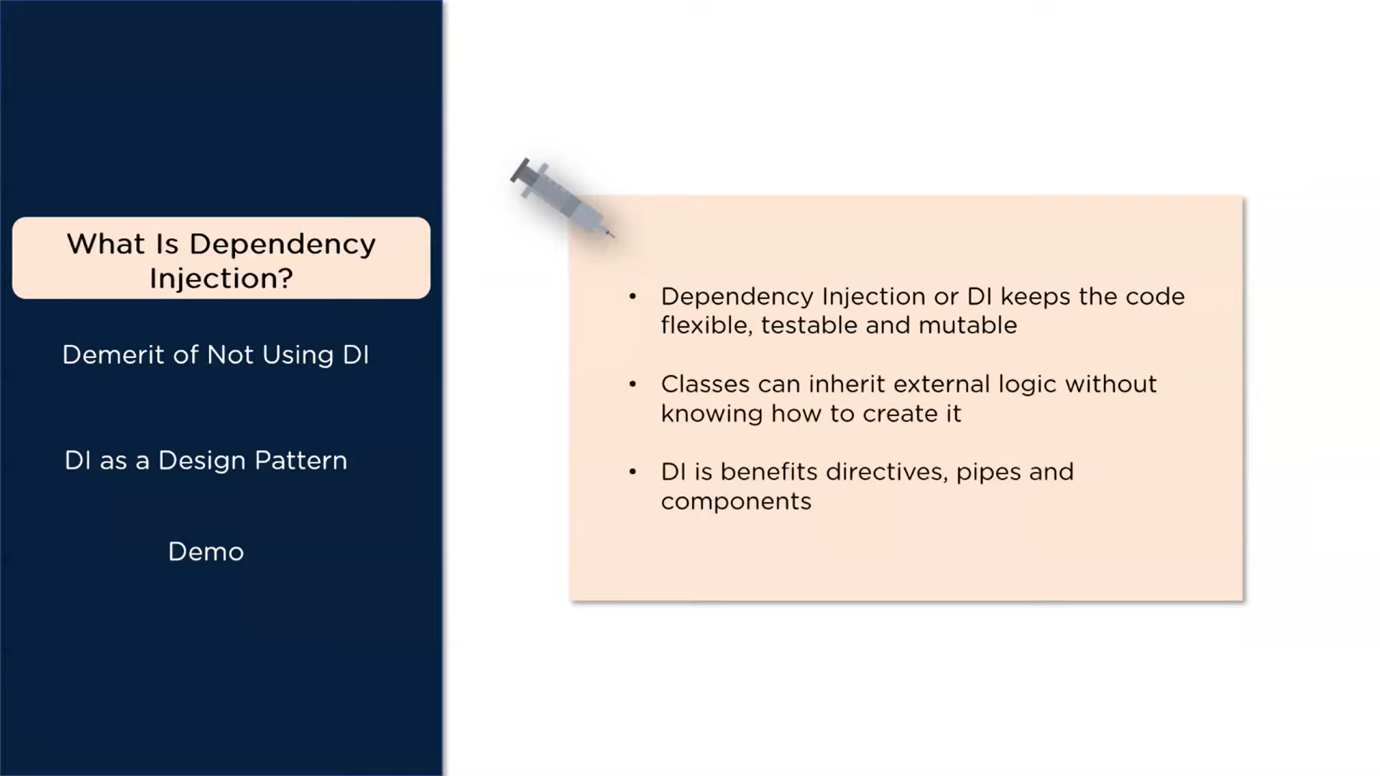 What Is Dependency
Injection?
Demerit of Not Using DI
DI as a Design Pattern
Demo
• Dependency Injection or DI keeps the code
flexible, testable and mutable
• Classes can inherit external logic without
knowing how to create it
• DI is benefits directives, pipes and
components